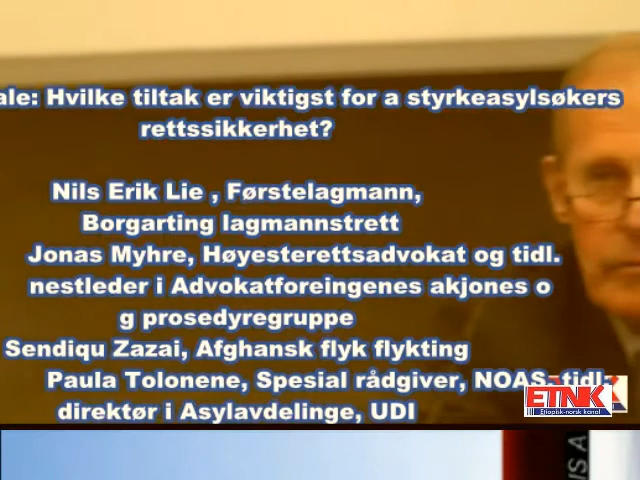 ale: Hvilke tiltak er viktigst for a styrkeasylsøkers
rettssikkerhet?
Nils Erik Lie , Førstelagmann,
Borgarting lagmannstrett
Jonas Myhre, Høyesterettsadvokat og tidl.
nestleder i Advokatforeingenes akjones o
g prosedyregruppe
Sendiqu Zazai, Afghansk flyk flykting
Paula Tolonene, Spesial rådgiver, NOAS, tidl.
direktør i Asylavdelinge, UDI
ETNK
Etiopisk-norsk kanal
IS A